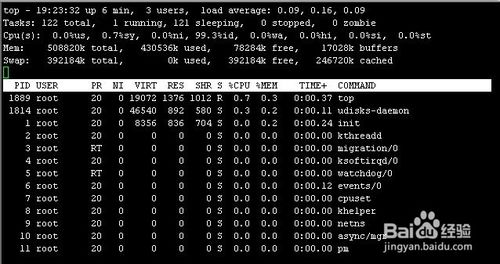 top - 19:23:32 up 6 min,  3 users,  load average: 0.09, 0.16, 0.09
Tasks: 122 total,   1 running, 121 sleeping,   0 stopped,   0 zombie
Cpu(s):  0.0%us,  0.7%sy,  0.0%ni, 99.3%id,  0.0%wa,  0.0%hi,  0.0%si,  0.0%st
Mem:    508820k total,   430536k used,    78284k free,    17028k buffers
Swap:   392184k total,        0k used,   392184k free,   246720k cached
PID USER      PR  NI  VIRT  RES  SHR S %CPU %MEM    TIME+  COMMAND
1889 root      20   0 19072 1376 1012 R  0.7  0.3   0:00.37 top
1814 root      20   0 46540  892  580 S  0.3  0.2   0:00.11 udisks-daemon
1 root      20   0  8356  836  704 S  0.0  0.2   0:00.24 init
2 root      20   0     0    0    0 S  0.0  0.0   0:00.00 kthreadd
3 root      RT   0     0    0    0 S  0.0  0.0   0:00.00 migration/0
4 root      20   0     0    0    0 S  0.0  0.0   0:00.00 ksoftirqd/0
5 root      RT   0     0    0    0 S  0.0  0.0   0:00.00 watchdog/0
6 root      20   0     0    0    0 S  0.0  0.0   0:00.12 events/0
7 root      20   0     0    0    0 S  0.0  0.0   0:00.00 cpuset
8 root      20   0     0    0    0 S  0.0  0.0   0:00.00 khelper
9 root      20   0     0    0    0 S  0.0  0.0   0:00.00 netns
10 root      20   0     0    0    0 S  0.0  0.0   0:00.00 async/mgr
11 root      20   0     0    0    0 S  0.0  0.0   0:00.00 pm
Baidu 经验
jingyan.baidu.com